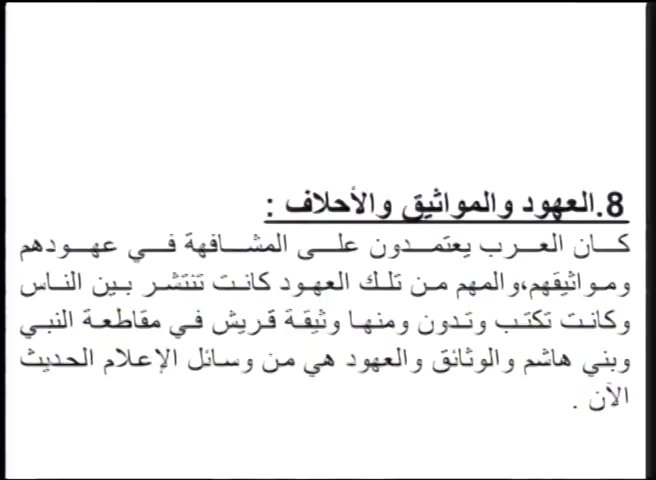 8.العهود والمواثيق والأحلاف :
كان العرب يعتمدون على المشافهة في عهودهم
ومواثيقهم،والمهم من تلك العهود كانت تنتشر بين الناس
وكانت تكتب وتدون ومنها وثيقة قريش في مقاطعة النبي
وبني هاشم والوثائق والعهود هي من وسائل الإعلام الحديث
الآن .